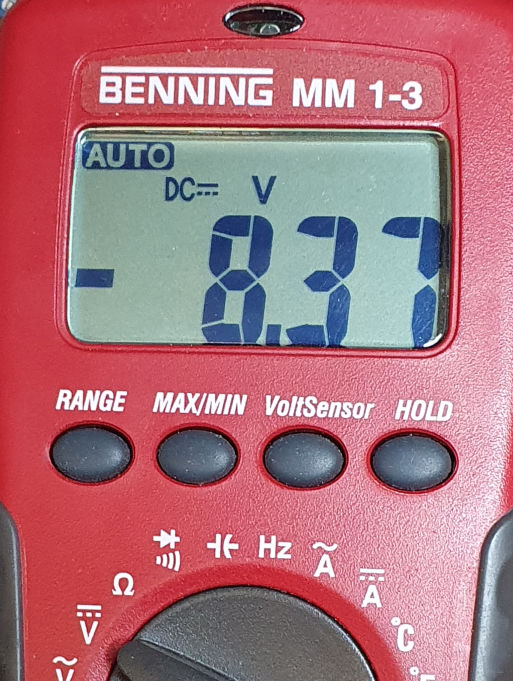 BENNING MM 1-3
AUTO
DC V
- 8.37
RANGE MAX/MIN VoltSensor HOLD
Hz
A
A
Ω
°C
V
V